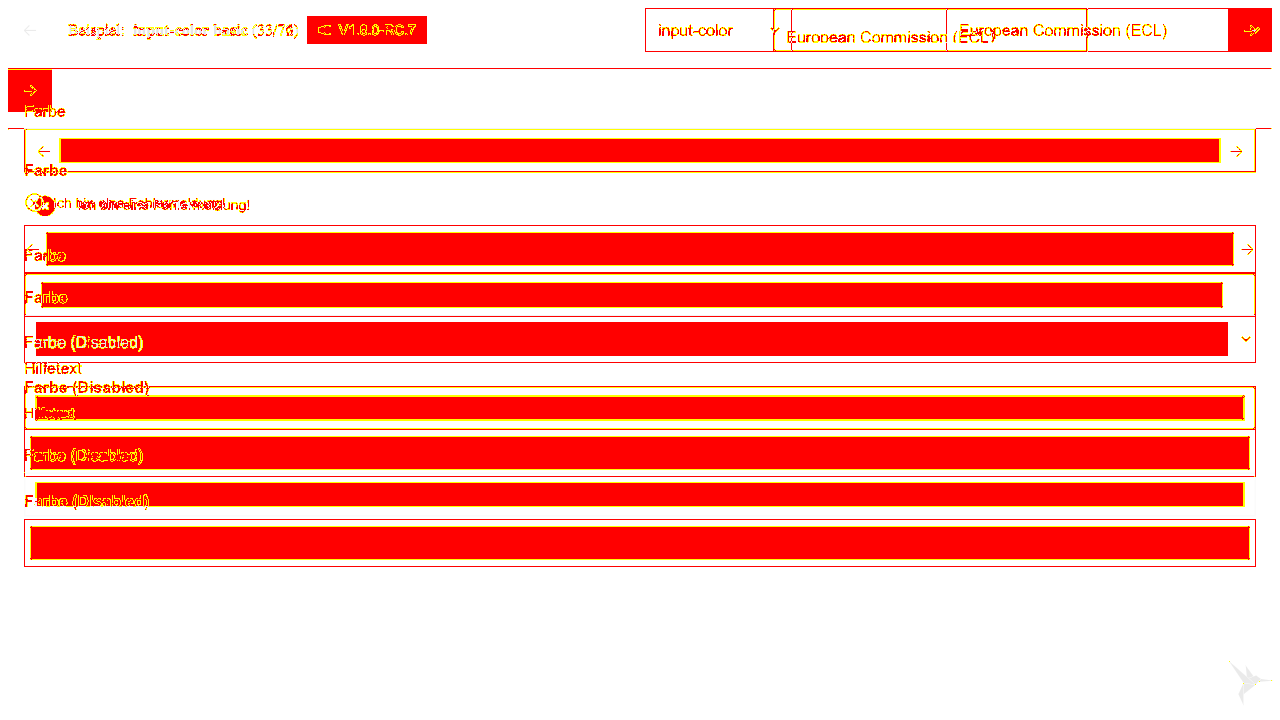 Beispiel: input-color basic (33/76) V1.6.0-RC.7 input-color European Commission (ECL) European Commission (ECL)
Farbe
Farbe
Ich bin eine Fehlermeldung!
Farbe
Farbe
Farbe (Disabled)
Hilfetext
Farbe (Disabled)
Hilfetext
Farbe (Disabled)
Farbe (Disabled)